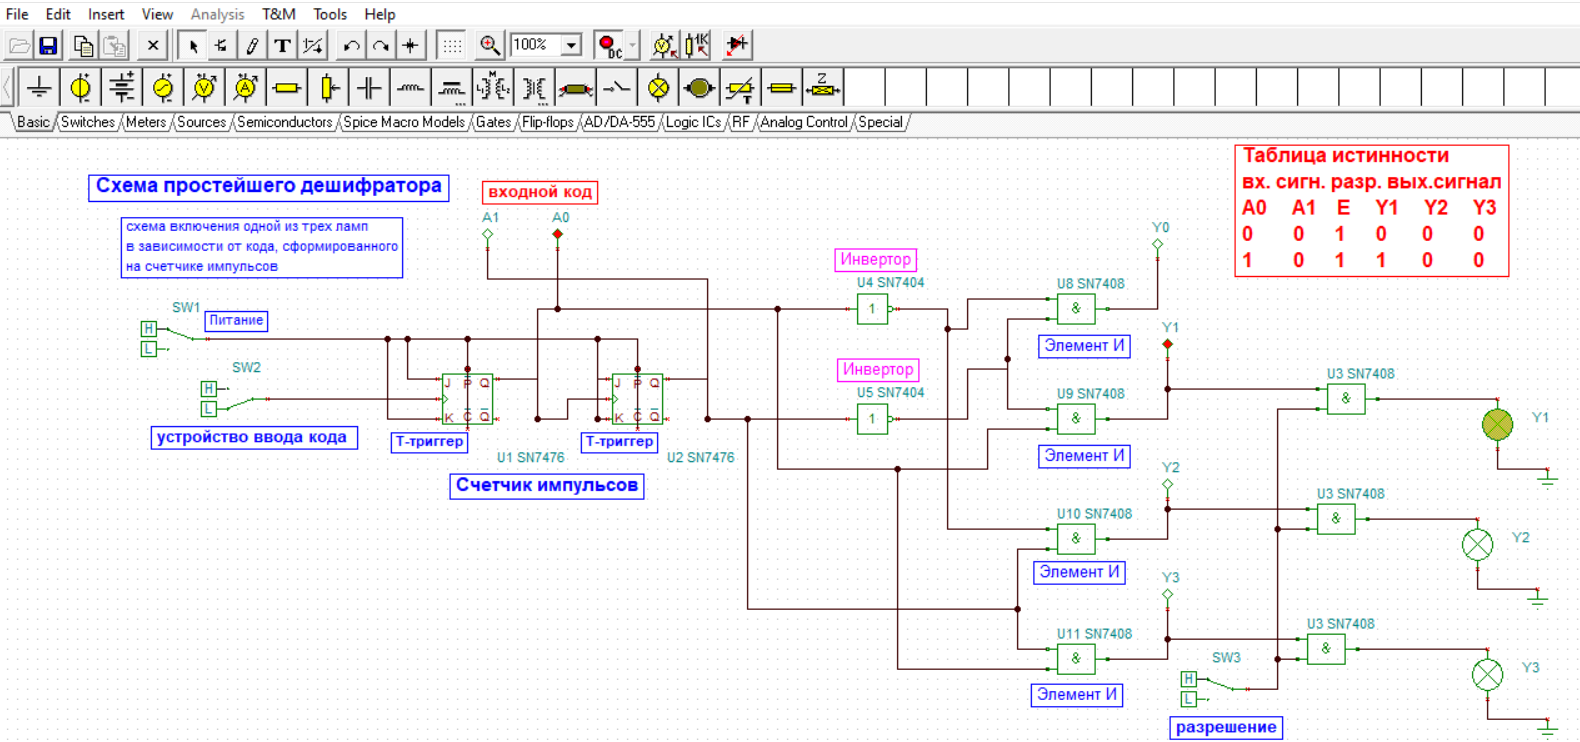 File Edit Insert View Analysis T&M Tools Help
100% DC 1K
M Z
Basic Switches Meters Sources Semiconductors Spice Macro Models Gates Flip-flops AD/DA-555 Logic ICs RF Analog Control Special
Схема простейшего дешифратора
схема включения одной из трех ламп
в зависимости от кода, сформированного
на счетчике импульсов
входной код
A1 A0
Таблица истинности
вх. сигн. разр. вых.сигнал
A0 A1 E Y1 Y2 Y3
0 0 1 0 0 0
1 0 1 1 0 0
SW1
H
L
Питание
SW2
H
L
устройство ввода кода
J P Q
K C Q
Т-триггер
U1 SN7476
J P Q
K C Q
Т-триггер
U2 SN7476
Счетчик импульсов
Инвертор
U4 SN7404
1
Инвертор
U5 SN7404
1
Y0
U8 SN7408
&
Элемент И
Y1
U9 SN7408
&
Элемент И
Y2
U10 SN7408
&
Элемент И
Y3
U11 SN7408
&
Элемент И
U3 SN7408
&
Y1
U3 SN7408
&
Y2
U3 SN7408
&
Y3
SW3
H
L
разрешение